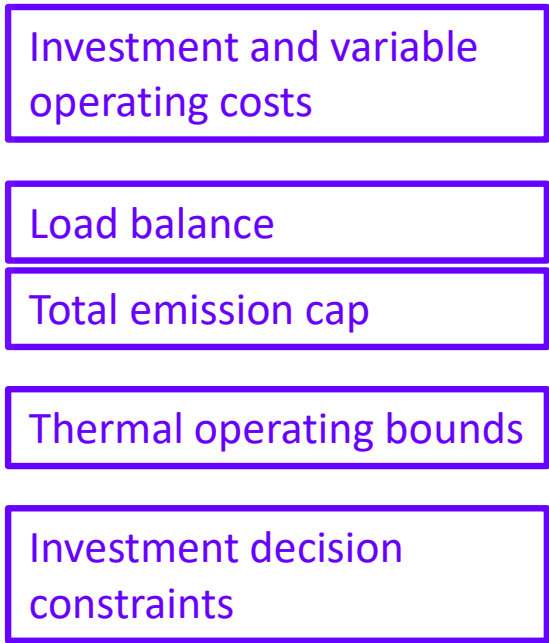 Investment and variable
operating costs
Load balance
Total emission cap
Thermal operating bounds
Investment decision
constraints